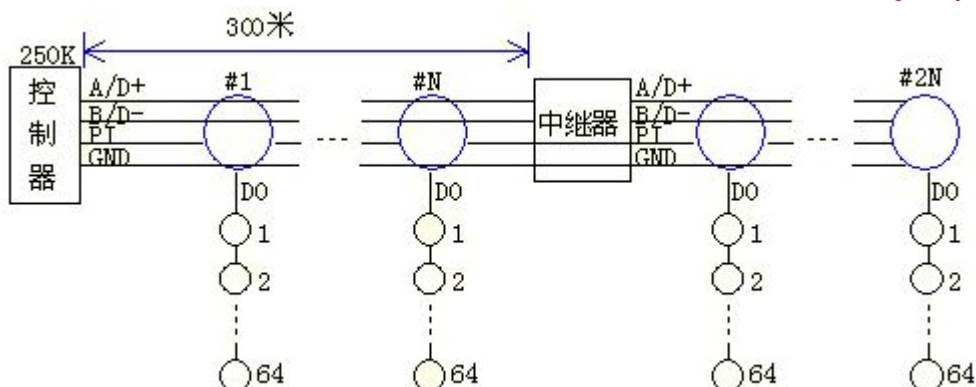 300米
250K
控制器
A/D+
B/D-
PI
GND
#1
#N
中继器
A/D+
B/D-
PI
GND
#2N
DO
DO
DO
DO
1
1
1
1
2
2
2
2
64
64
64
64